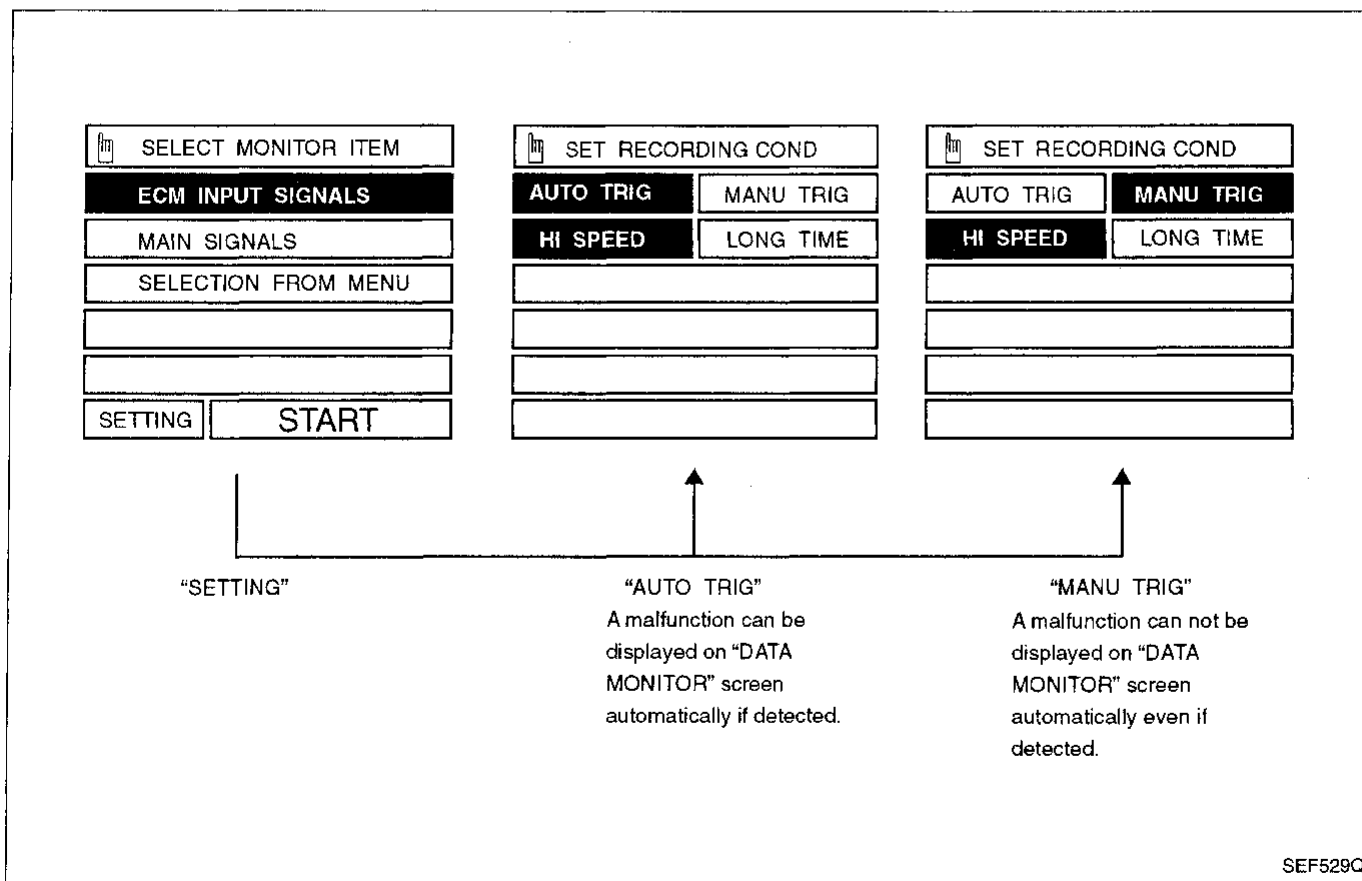 SELECT MONITOR ITEM
ECM INPUT SIGNALS
MAIN SIGNALS
SELECTION FROM MENU
SETTING START
SET RECORDING COND
AUTO TRIG MANU TRIG
HI SPEED LONG TIME
SET RECORDING COND
AUTO TRIG MANU TRIG
HI SPEED LONG TIME
“SETTING”
“AUTO TRIG”
A malfunction can be
displayed on “DATA
MONITOR” screen
automatically if detected.
“MANU TRIG”
A malfunction can not be
displayed on “DATA
MONITOR” screen
automatically even if
detected.
SEF529Q